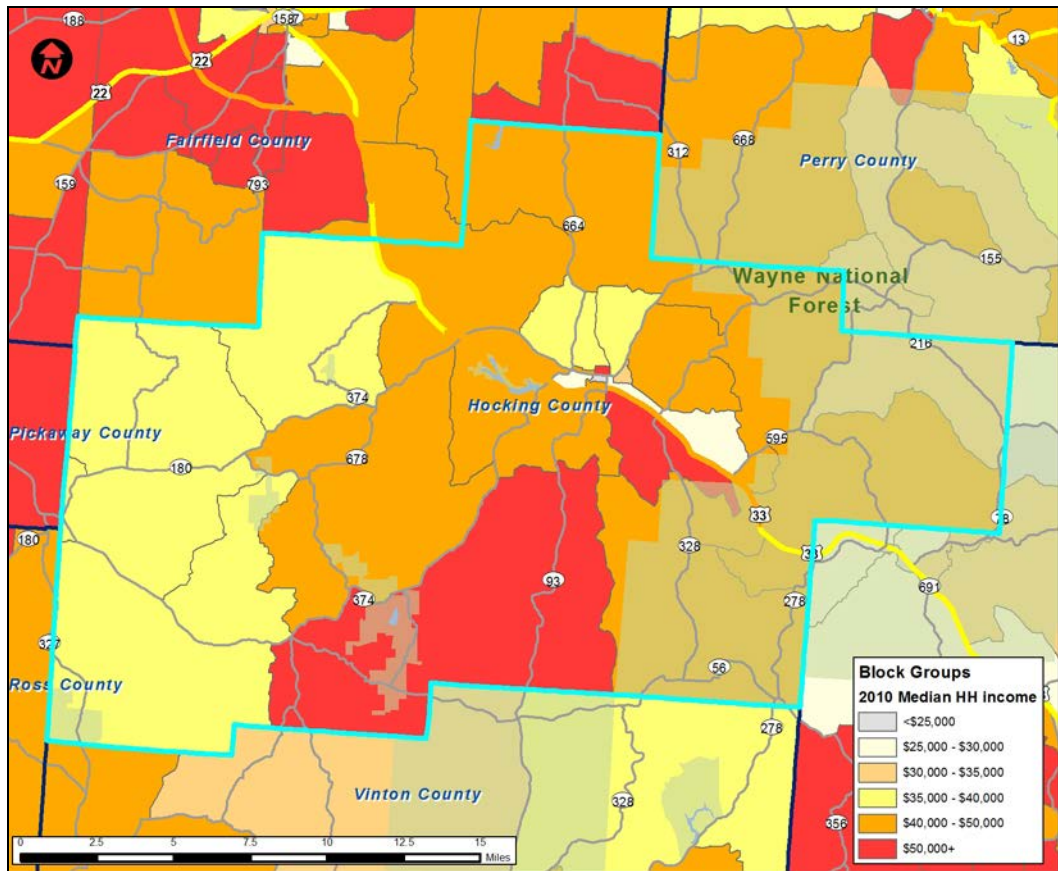 188
158
7
22
13
22
Fairfield County
312
668
Perry County
159
793
664
155
Wayne National
Forest
216
374
Hocking County
Pickaway County
678
595
180
33
78
180
328
33
93
374
278
691
327
56
Ross County
Block Groups
2010 Median HH income
<$25,000
$25,000 - $30,000
$30,000 - $35,000
$35,000 - $40,000
$40,000 - $50,000
$50,000+
278
Vinton County
328
356
N
0 2.5 5 7.5 10 12.5 15
Miles